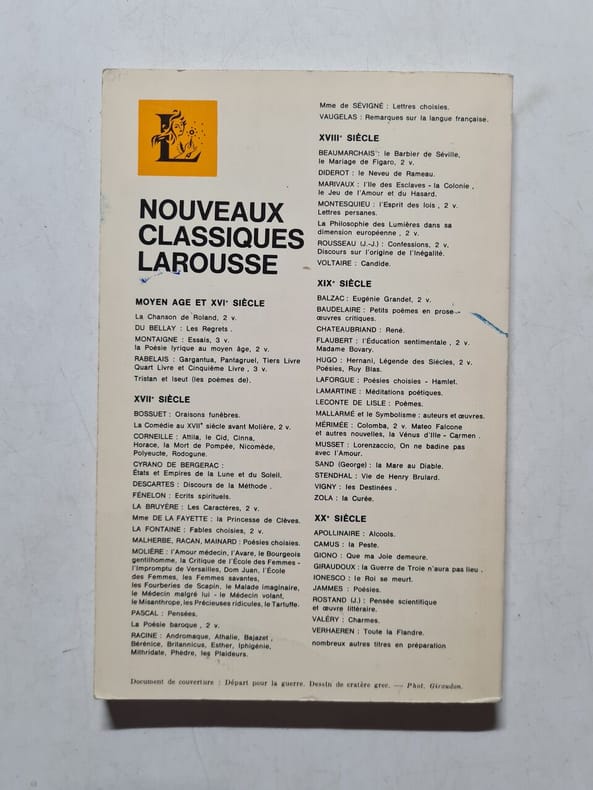 L
NOUVEAUX
CLASSIQUES
LAROUSSE
MOYEN AGE ET XVIᵉ SIÈCLE
La Chanson de Roland, 2 v.
DU BELLAY : Les Regrets .
MONTAIGNE : Essais, 3 v.
la Poésie lyrique au moyen âge, 2 v.
RABELAIS : Gargantua, Pantagruel, Tiers Livre
Quart Livre et Cinquième Livre , 3 v.
Tristan et Iseut (les poèmes de).
XVIIᵉ SIÈCLE
BOSSUET : Oraisons funèbres.
La Comédie au XVIIᵉ siècle avant Molière, 2 v.
CORNEILLE : Attila, le Cid, Cinna,
Horace, la Mort de Pompée, Nicomède,
Polyeucte, Rodogune.
CYRANO DE BERGERAC :
États et Empires de la Lune et du Soleil.
DESCARTES : Discours de la Méthode .
FÉNELON : Ecrits spirituels.
LA BRUYÈRE : Les Caractères, 2 v.
Mme DE LA FAYETTE : la Princesse de Clèves.
LA FONTAINE : Fables choisies, 2 v.
MALHERBE, RACAN, MAINARD : Poésies choisies.
MOLIÈRE : l'Amour médecin, l'Avare, le Bourgeois
gentilhomme, la Critique de l'École des Femmes -
l'Impromptu de Versailles, Dom Juan, l'École
des Femmes, les Femmes savantes,
les Fourberies de Scapin, le Malade imaginaire,
le Médecin malgré lui - le Médecin volant,
le Misanthrope, les Précieuses ridicules, le Tartuffe.
PASCAL : Pensées.
La Poésie baroque , 2 v.
RACINE : Andromaque, Athalie, Bajazet ,
Bérénice, Britannicus, Esther, Iphigénie,
Mithridate, Phèdre, les Plaideurs.
Mme de SÉVIGNÉ : Lettres choisies.
VAUGELAS : Remarques sur la langue française.
XVIIIᵉ SIÈCLE
BEAUMARCHAIS : le Barbier de Séville,
le Mariage de Figaro, 2 v.
DIDEROT : le Neveu de Rameau.
MARIVAUX : l'Ile des Esclaves - la Colonie ,
le Jeu de l'Amour et du Hasard.
MONTESQUIEU : l'Esprit des lois , 2 v.
Lettres persanes.
La Philosophie des Lumières dans sa
dimension européenne , 2 v.
ROUSSEAU (J.-J.) : Confessions, 2 v.
Discours sur l'origine de l'Inégalité.
VOLTAIRE : Candide.
XIXᵉ SIÈCLE
BALZAC : Eugénie Grandet, 2 v.
BAUDELAIRE : Petits poèmes en prose -
œuvres critiques.
CHATEAUBRIAND : René.
FLAUBERT : l'Éducation sentimentale , 2 v.
Madame Bovary.
HUGO : Hernani, Légende des Siècles, 2 v.
Poésies, Ruy Blas.
LAFORGUE : Poésies choisies - Hamlet.
LAMARTINE : Méditations poétiques.
LECONTE DE LISLE : Poèmes.
MALLARMÉ et le Symbolisme : auteurs et œuvres.
MÉRIMÉE : Colomba, 2 v. Mateo Falcone
et autres nouvelles, la Vénus d'Ille - Carmen .
MUSSET : Lorenzaccio, On ne badine pas
avec l'Amour.
SAND (George) : la Mare au Diable.
STENDHAL : Vie de Henry Brulard.
VIGNY : les Destinées .
ZOLA : la Curée.
XXᵉ SIÈCLE
APOLLINAIRE : Alcools.
CAMUS : la Peste.
GIONO : Que ma Joie demeure.
GIRAUDOUX : la Guerre de Troie n'aura pas lieu .
IONESCO : le Roi se meurt.
JAMMES : Poésies.
ROSTAND (J.) : Pensée scientifique
et œuvre littéraire.
VALÉRY : Charmes.
VERHAEREN : Toute la Flandre.
nombreux autres titres en préparation
Document de couverture : Départ pour la guerre. Dessin de cratère grec. — Phot. Giraudon.